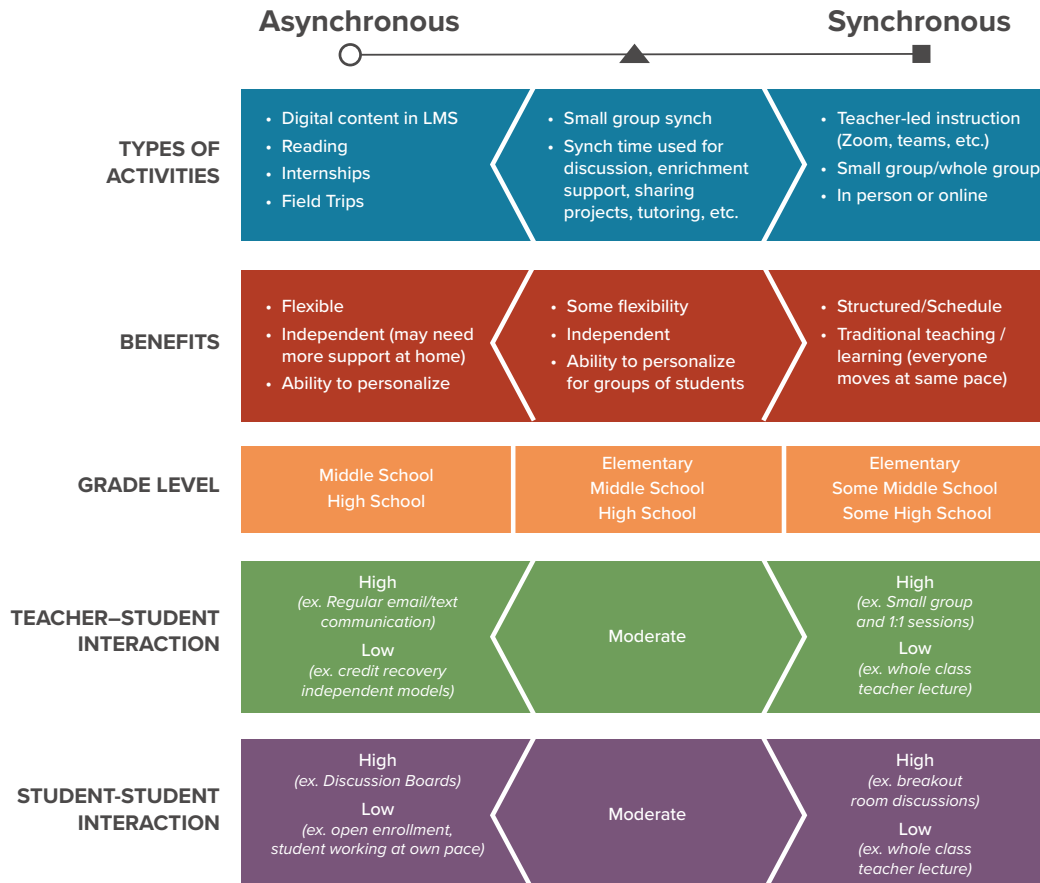 Asynchronous
Synchronous
TYPES OF
ACTIVITIES
• Digital content in LMS
• Reading
• Internships
• Field Trips
• Small group synch
• Synch time used for
discussion, enrichment
support, sharing
projects, tutoring, etc.
• Teacher-led instruction
(Zoom, teams, etc.)
• Small group/whole group
• In person or online
BENEFITS
• Flexible
• Independent (may need
more support at home)
• Ability to personalize
• Some flexibility
• Independent
• Ability to personalize
for groups of students
• Structured/Schedule
• Traditional teaching /
learning (everyone
moves at same pace)
GRADE LEVEL
Middle School
High School
Elementary
Middle School
High School
Elementary
Some Middle School
Some High School
TEACHER–STUDENT
INTERACTION
High
(ex. Regular email/text
communication)
Low
(ex. credit recovery
independent models)
Moderate
High
(ex. Small group
and 1:1 sessions)
Low
(ex. whole class
teacher lecture)
STUDENT-STUDENT
INTERACTION
High
(ex. Discussion Boards)
Low
(ex. open enrollment,
student working at own pace)
Moderate
High
(ex. breakout
room discussions)
Low
(ex. whole class
teacher lecture)